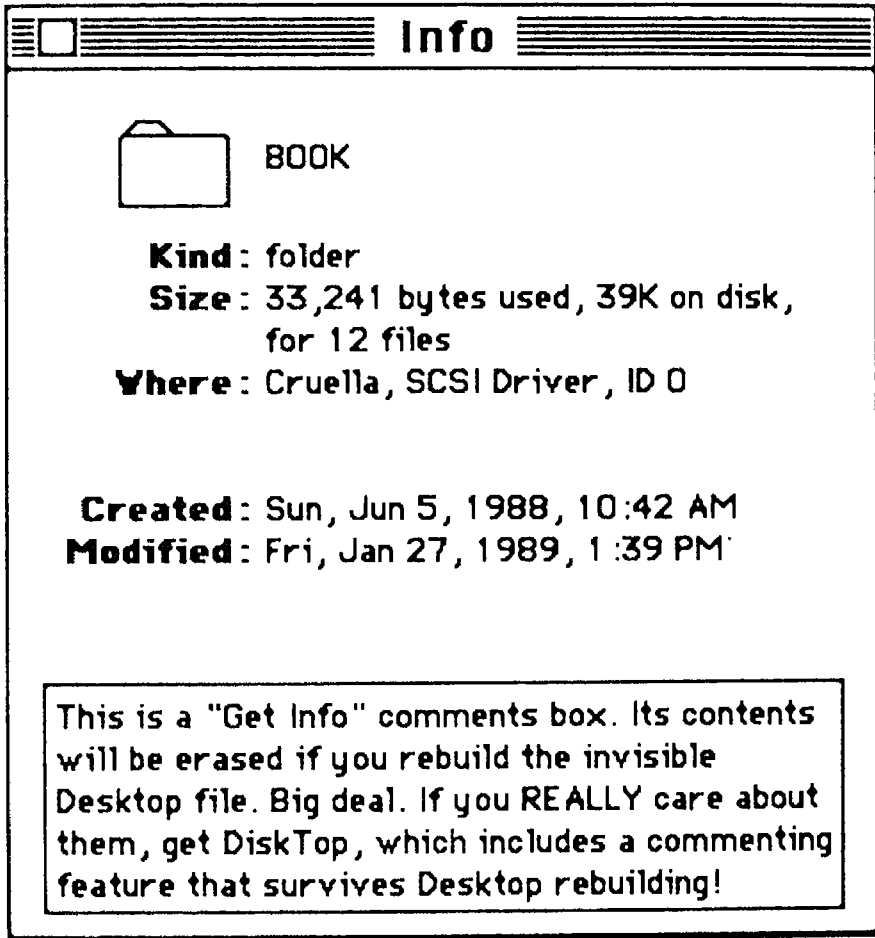 Info
BOOK
Kind: folder
Size: 33,241 bytes used, 39K on disk,
for 12 files
Where: Cruella, SCSI Driver, ID 0
Created: Sun, Jun 5, 1988, 10:42 AM
Modified: Fri, Jan 27, 1989, 1:39 PM
This is a "Get Info" comments box. Its contents
will be erased if you rebuild the invisible
Desktop file. Big deal. If you REALLY care about
them, get DiskTop, which includes a commenting
feature that survives Desktop rebuilding!